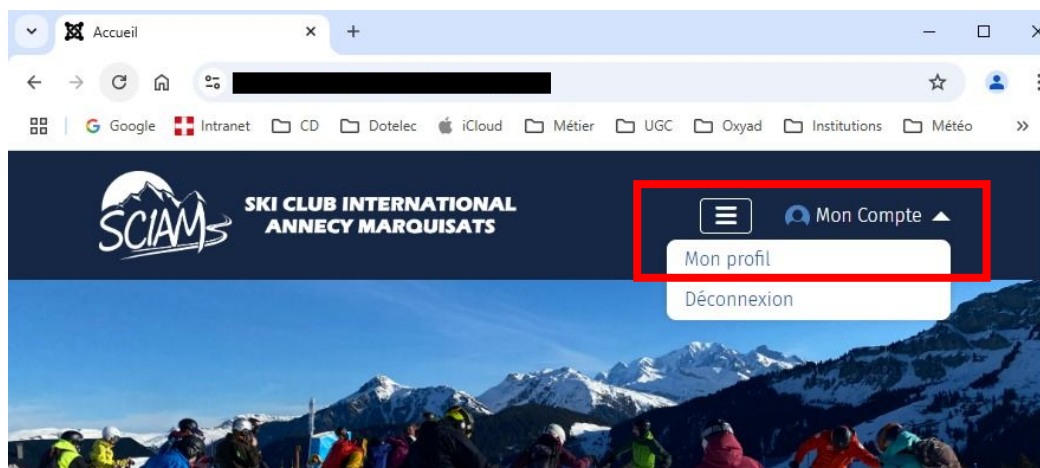 Accueil
Google Intranet CD Dotelec iCloud Métier UGC Oxyad Institutions Météo
SCIAMs SKI CLUB INTERNATIONAL
ANNECY MARQUISATS
Mon Compte
Mon profil
Déconnexion